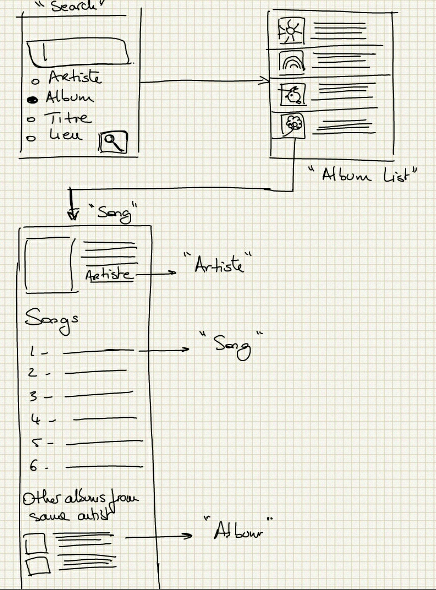 "Search"
Artiste
Album
Titre
Lieu
"Album List"
"Song"
Artiste
"Artiste"
Songs
1 -
"Song"
2 -
3 -
4 -
5 -
6 -
Other albums from
same artist
"Album"